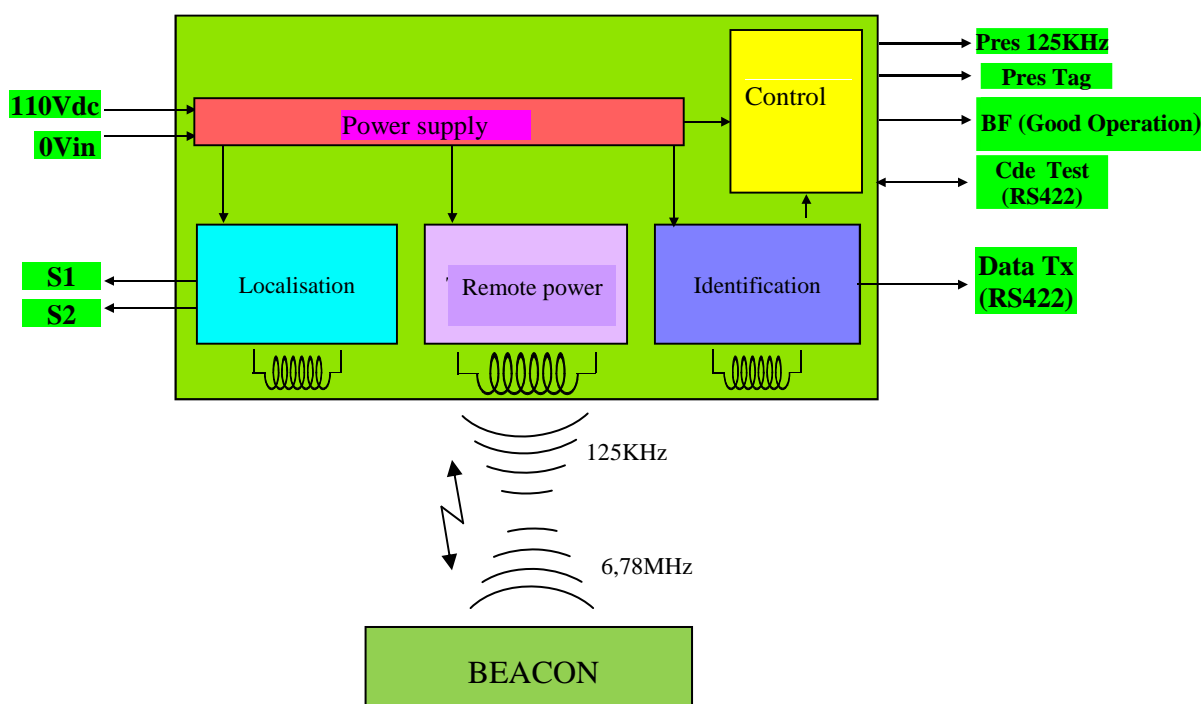 110Vdc
0Vin
S1
S2
Power supply
Control
Localisation
Remote power
Identification
Pres 125KHz
Pres Tag
BF (Good Operation)
Cde Test
(RS422)
Data Tx
(RS422)
125KHz
6,78MHz
BEACON